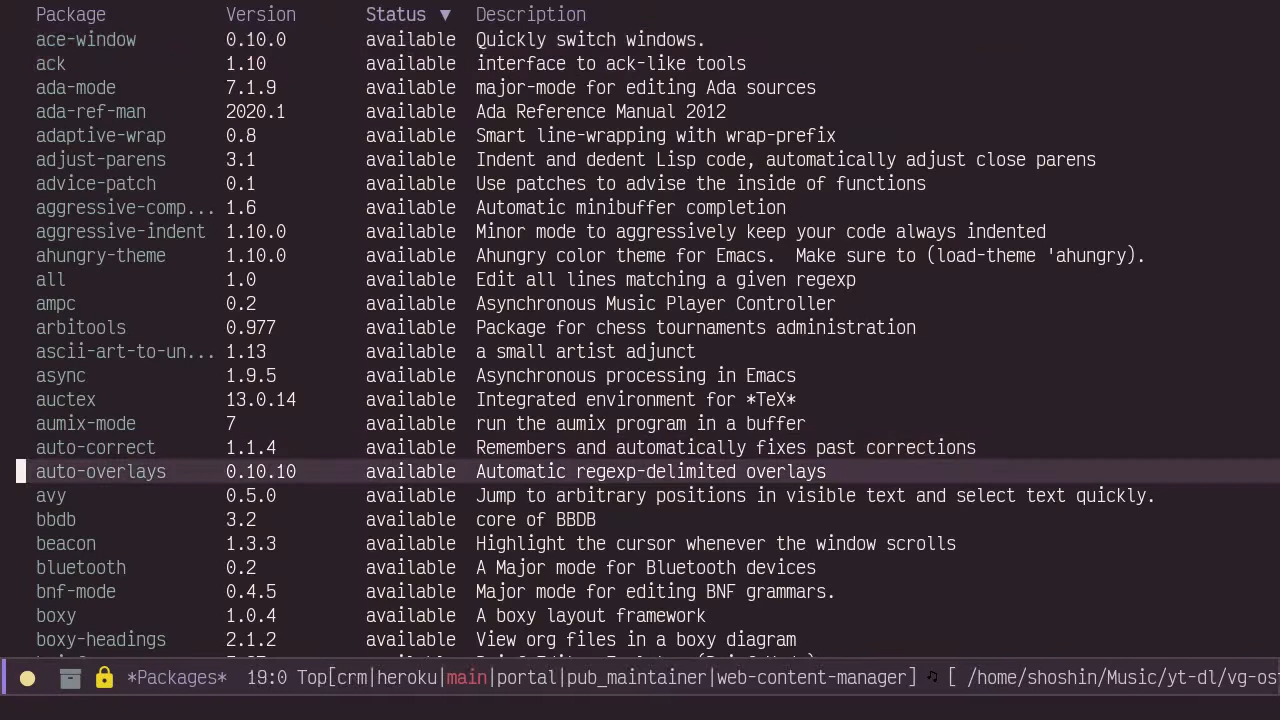 Package Version Status ▼ Description
ace-window 0.10.0 available Quickly switch windows.
ack 1.10 available interface to ack-like tools
ada-mode 7.1.9 available major-mode for editing Ada sources
ada-ref-man 2020.1 available Ada Reference Manual 2012
adaptive-wrap 0.8 available Smart line-wrapping with wrap-prefix
adjust-parens 3.1 available Indent and dedent Lisp code, automatically adjust close parens
advice-patch 0.1 available Use patches to advise the inside of functions
aggressive-comp... 1.6 available Automatic minibuffer completion
aggressive-indent 1.10.0 available Minor mode to aggressively keep your code always indented
ahungry-theme 1.10.0 available Ahungry color theme for Emacs.  Make sure to (load-theme 'ahungry).
all 1.0 available Edit all lines matching a given regexp
ampc 0.2 available Asynchronous Music Player Controller
arbitools 0.977 available Package for chess tournaments administration
ascii-art-to-un... 1.13 available a small artist adjunct
async 1.9.5 available Asynchronous processing in Emacs
auctex 13.0.14 available Integrated environment for *TeX*
aumix-mode 7 available run the aumix program in a buffer
auto-correct 1.1.4 available Remembers and automatically fixes past corrections
auto-overlays 0.10.10 available Automatic regexp-delimited overlays
avy 0.5.0 available Jump to arbitrary positions in visible text and select text quickly.
bbdb 3.2 available core of BBDB
beacon 1.3.3 available Highlight the cursor whenever the window scrolls
bluetooth 0.2 available A Major mode for Bluetooth devices
bnf-mode 0.4.5 available Major mode for editing BNF grammars.
boxy 1.0.4 available A boxy layout framework
boxy-headings 2.1.2 available View org files in a boxy diagram
*Packages* 19:0 Top[crm|heroku|main|portal|pub_maintainer|web-content-manager] ♫ [ /home/shoshin/Music/yt-dl/vg-os